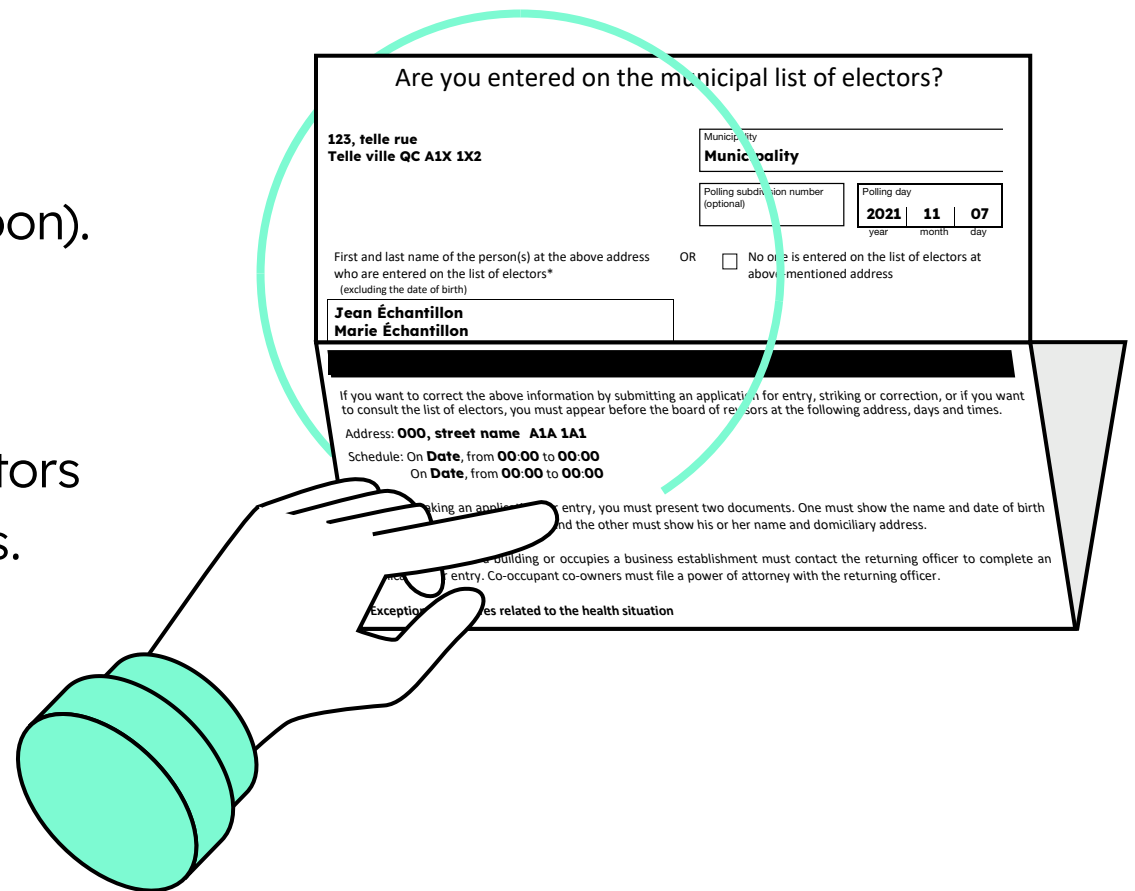 oon).
tors
s.
Are you entered on the municipal list of electors?
123, telle rue
Telle ville QC A1X 1X2
Municipality
Municipality
Polling subdivision number
(optional)
Polling day
2021 11 07
year month day
First and last name of the person(s) at the above address
who are entered on the list of electors*
(excluding the date of birth)
OR
No one is entered on the list of electors at
above-mentioned address
Jean Échantillon
Marie Échantillon
If you want to correct the above information by submitting an application for entry, striking or correction, or if you want
to consult the list of electors, you must appear before the board of revisors at the following address, days and times.
Address: 000, street name A1A 1A1
Schedule: On Date, from 00:00 to 00:00
On Date, from 00:00 to 00:00
entry, you must present two documents. One must show the name and date of birth
and the other must show his or her name and domiciliary address.
building or occupies a business establishment must contact the returning officer to complete an
entry. Co-occupant co-owners must file a power of attorney with the returning officer.
related to the health situation